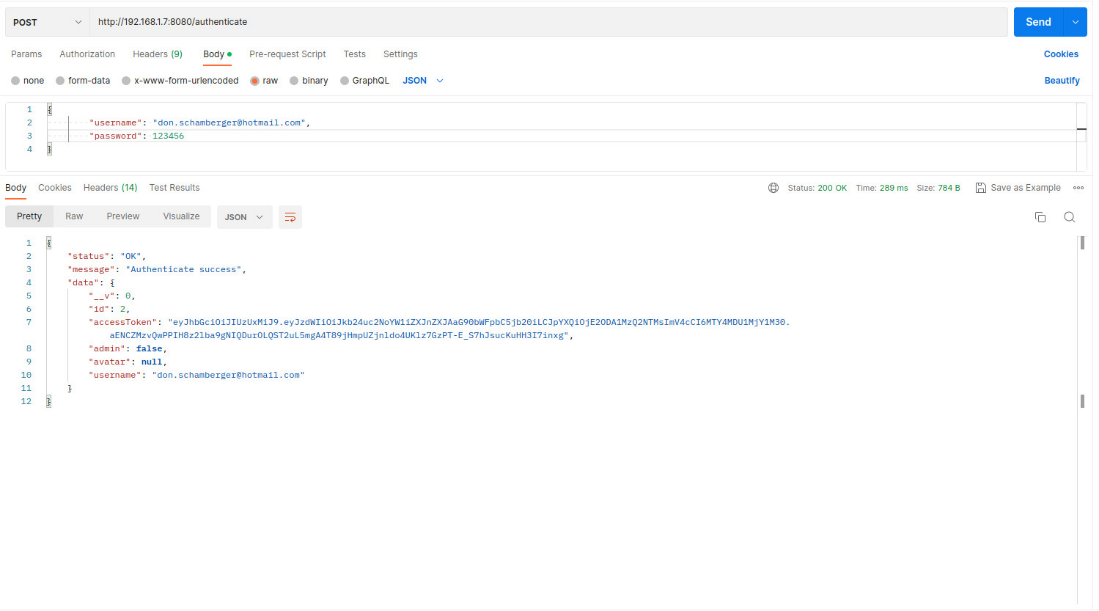 POST http://192.168.1.7:8080/authenticate Send
Params Authorization Headers (9) Body Pre-request Script Tests Settings Cookies
none form-data x-www-form-urlencoded raw binary GraphQL JSON Beautify
1 {
2 "username": "don.schamberger@hotmail.com",
3 "password": 123456
4 }
Body Cookies Headers (14) Test Results Status: 200 OK Time: 289 ms Size: 784 B Save as Example
Pretty Raw Preview Visualize JSON
1 {
2 "status": "OK",
3 "message": "Authenticate success",
4 "data": {
5 "__v": 0,
6 "id": 2,
7 "accessToken": "eyJhbGciOiJIUzUxMiJ9.eyJzdWIiOiJkb24uc2NoYW1iZXJnZXJAaG90bWFpbC5jb20iLCJpYXQiOjE2ODA1MzQ2NTMsImV4cCI6MTY4MDU1MjY1M30.
aENCZMzvQwPPIH8z2lba9gNIQDurOLQST2uL5mgA4T89jHmpUZjnldo4UKlz7GzPT-E_S7hJsucKuHH3I7inxg",
8 "admin": false,
9 "avatar": null,
10 "username": "don.schamberger@hotmail.com"
11 }
12 }